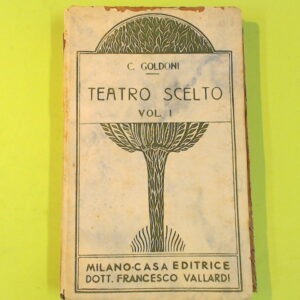 C. GOLDONI
TEATRO SCELTO
VOL. I
MILANO·CASA EDITRICE
DOTT. FRANCESCO VALLARDI